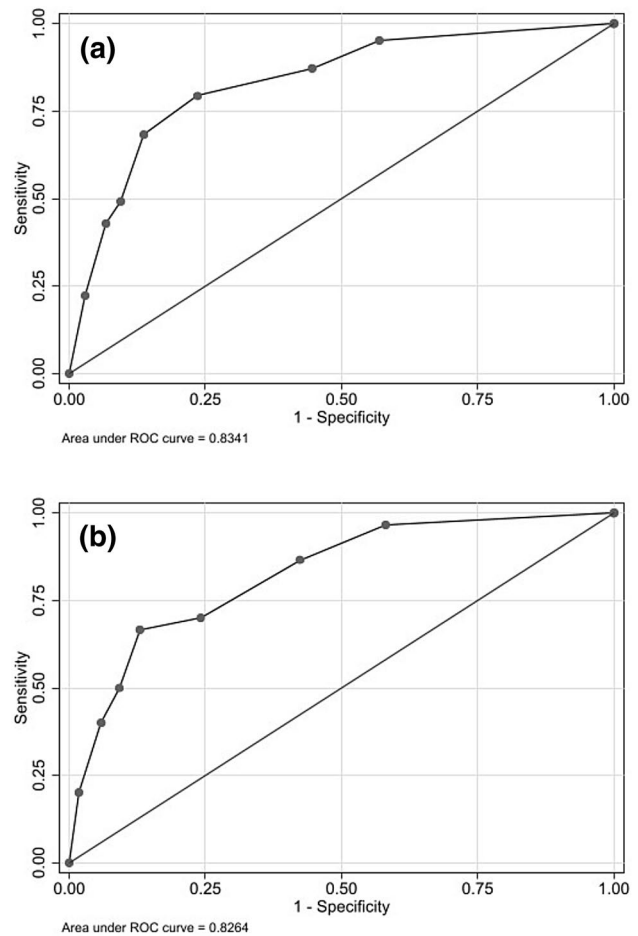 (a)
Sensitivity
1.00
0.75
0.50
0.25
0.00
0.00 0.25 0.50 0.75 1.00
1 - Specificity
Area under ROC curve = 0.8341
(b)
Sensitivity
1.00
0.75
0.50
0.25
0.00
0.00 0.25 0.50 0.75 1.00
1 - Specificity
Area under ROC curve = 0.8264